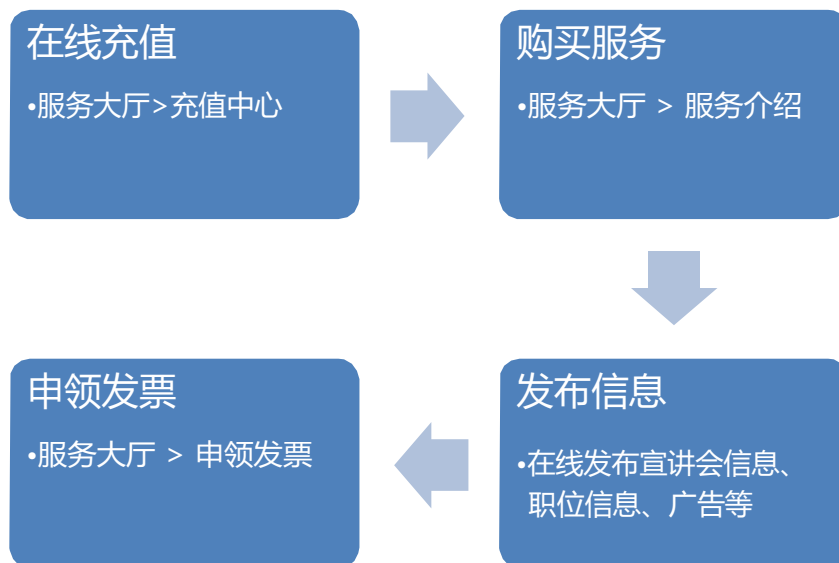 在线充值
•服务大厅>充值中心
购买服务
•服务大厅 > 服务介绍
发布信息
•在线发布宣讲会信息、
职位信息、广告等
申领发票
•服务大厅 > 申领发票